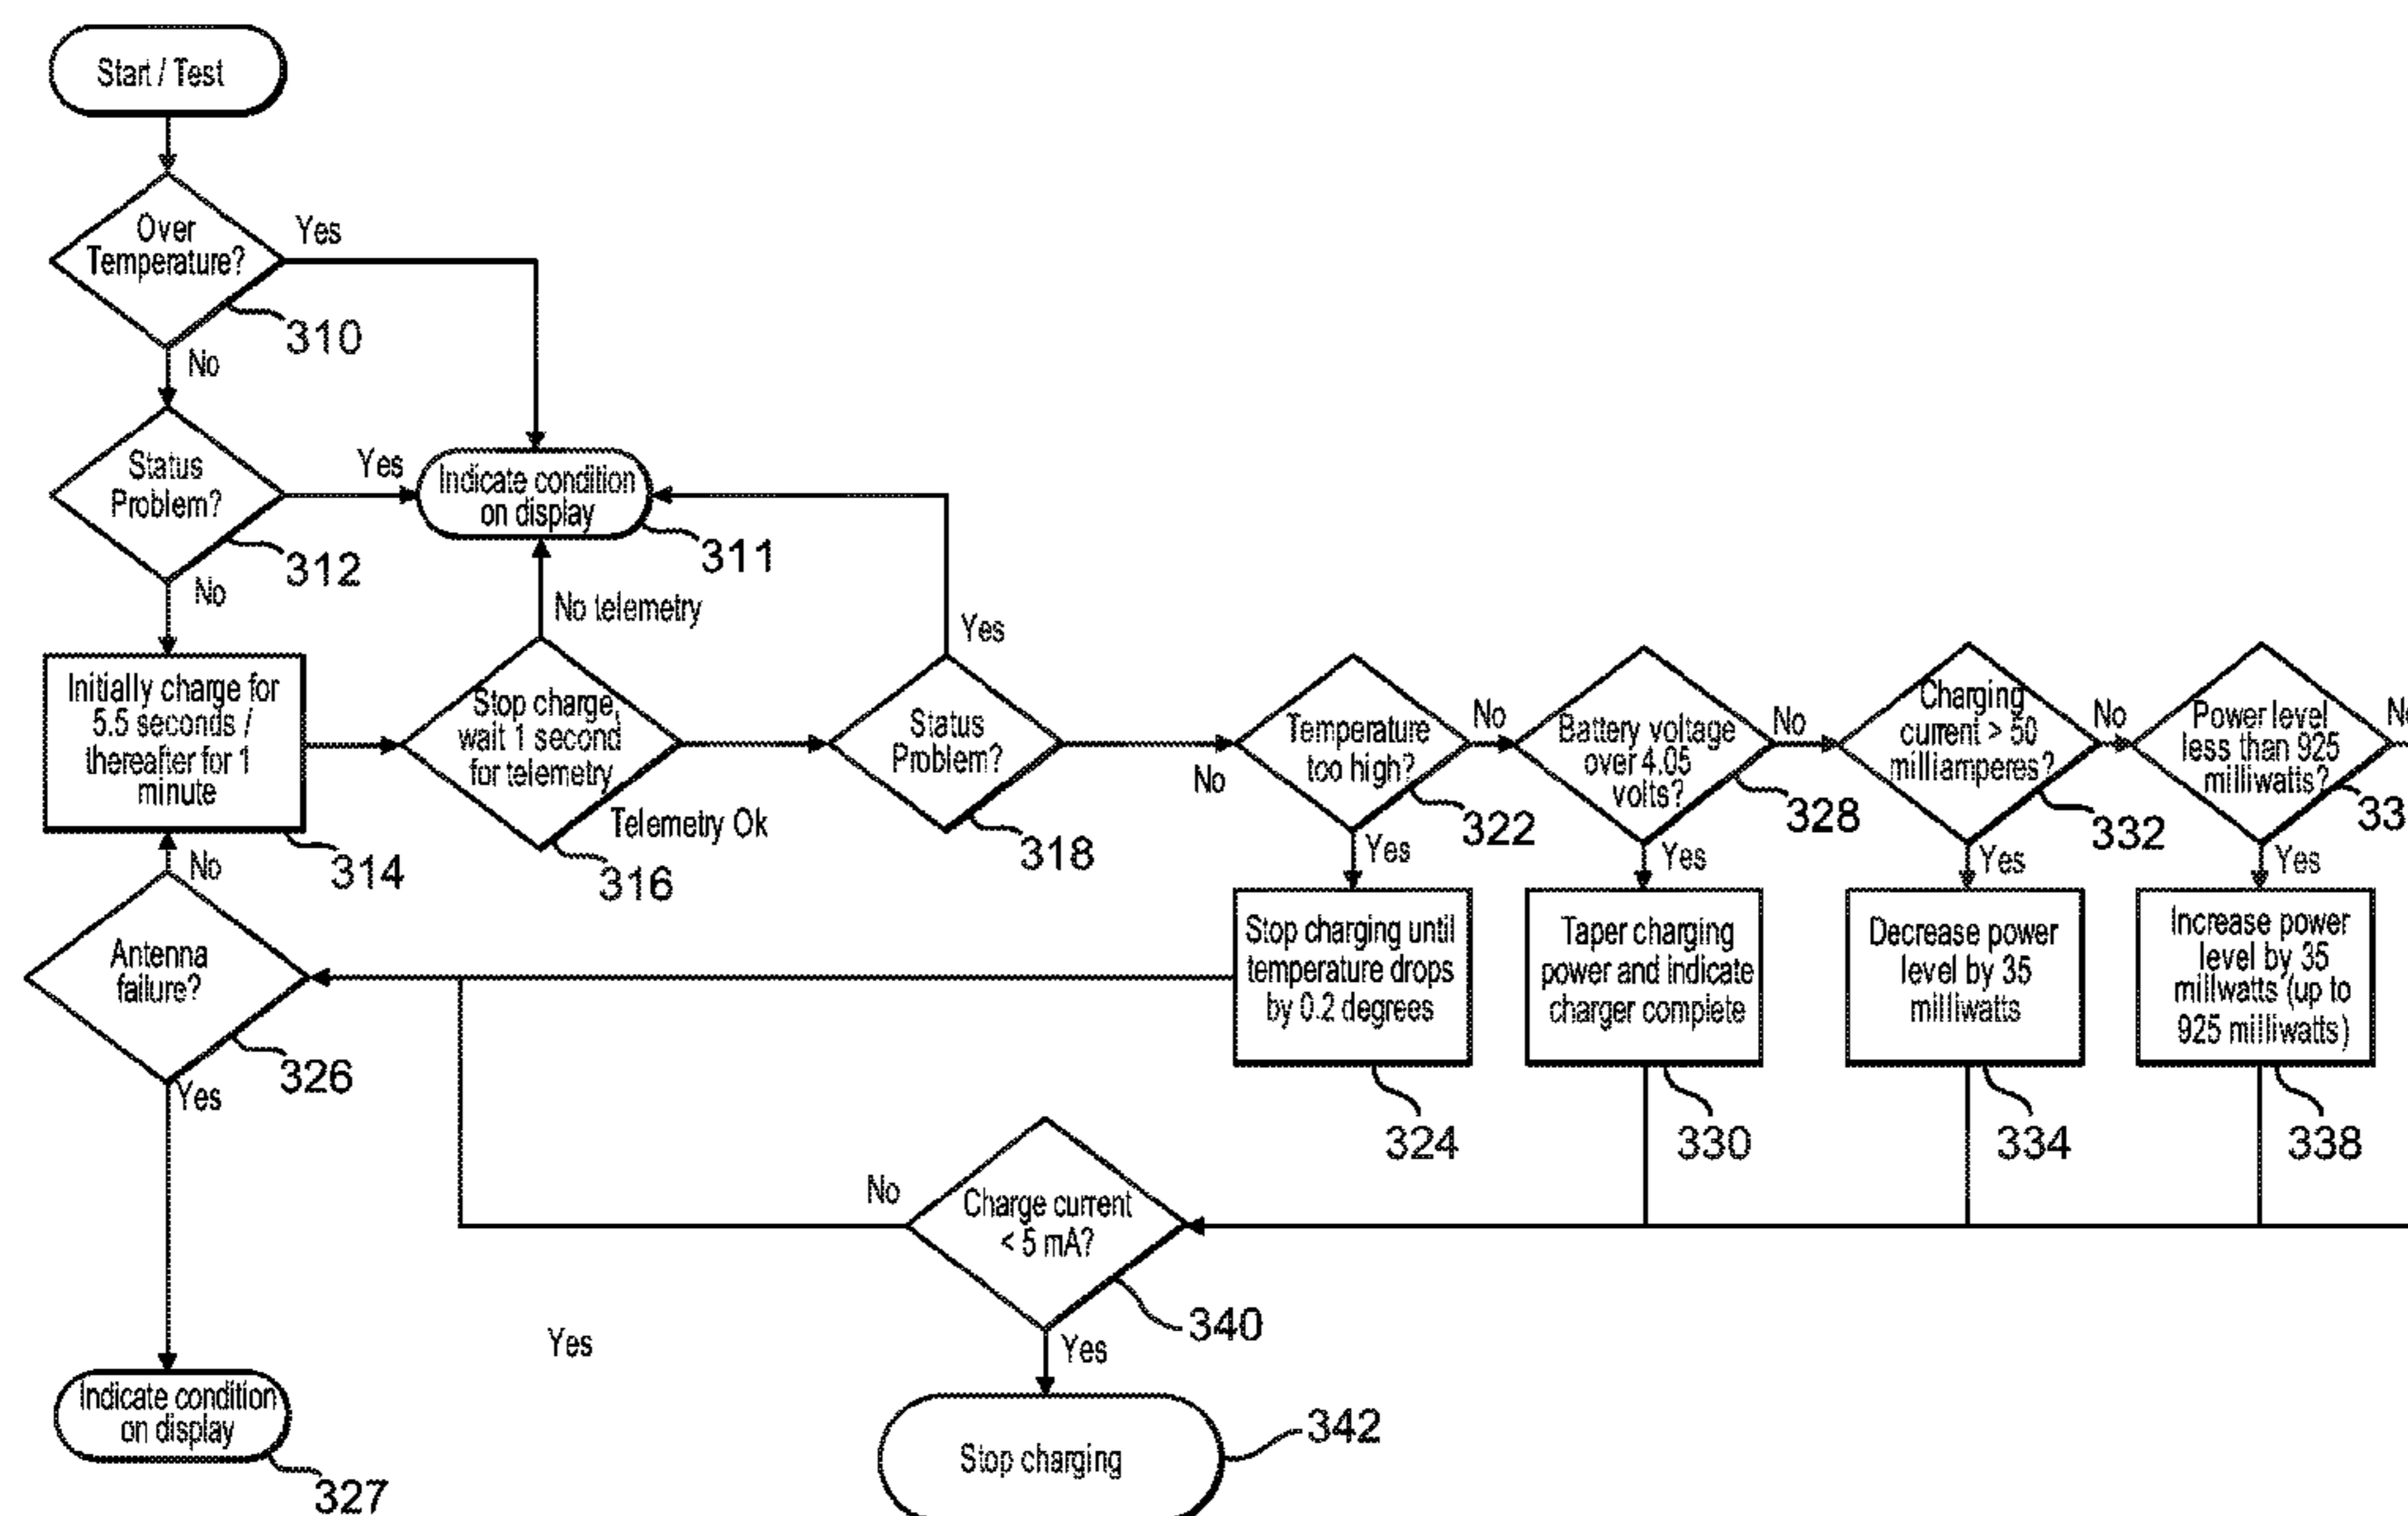 Start / Test
Over
Temperature?
Yes
310
No
Status
Problem?
Yes
312
No
Indicate condition
on display
311
No telemetry
Initially charge for
5.5 seconds /
thereafter for 1
minute
314
Stop charge,
wait 1 second
for telemetry
Telemetry Ok
316
Yes
Status
Problem?
318
No
Temperature
too high?
No
322
Yes
Battery voltage
over 4.05
volts?
No
328
Yes
Charging
current > 50
milliamperes?
No
332
Yes
Power level
less than 925
milliwatts?
Yes
No
Antenna
failure?
326
Yes
Stop charging until
temperature drops
by 0.2 degrees
324
Taper charging
power and indicate
charger complete
330
Decrease power
level by 35
milliwatts
334
Increase power
level by 35
millwatts (up to
925 milliwatts)
338
No
Charge current
< 5 mA?
340
Yes
Yes
Indicate condition
on display
327
Stop charging
342